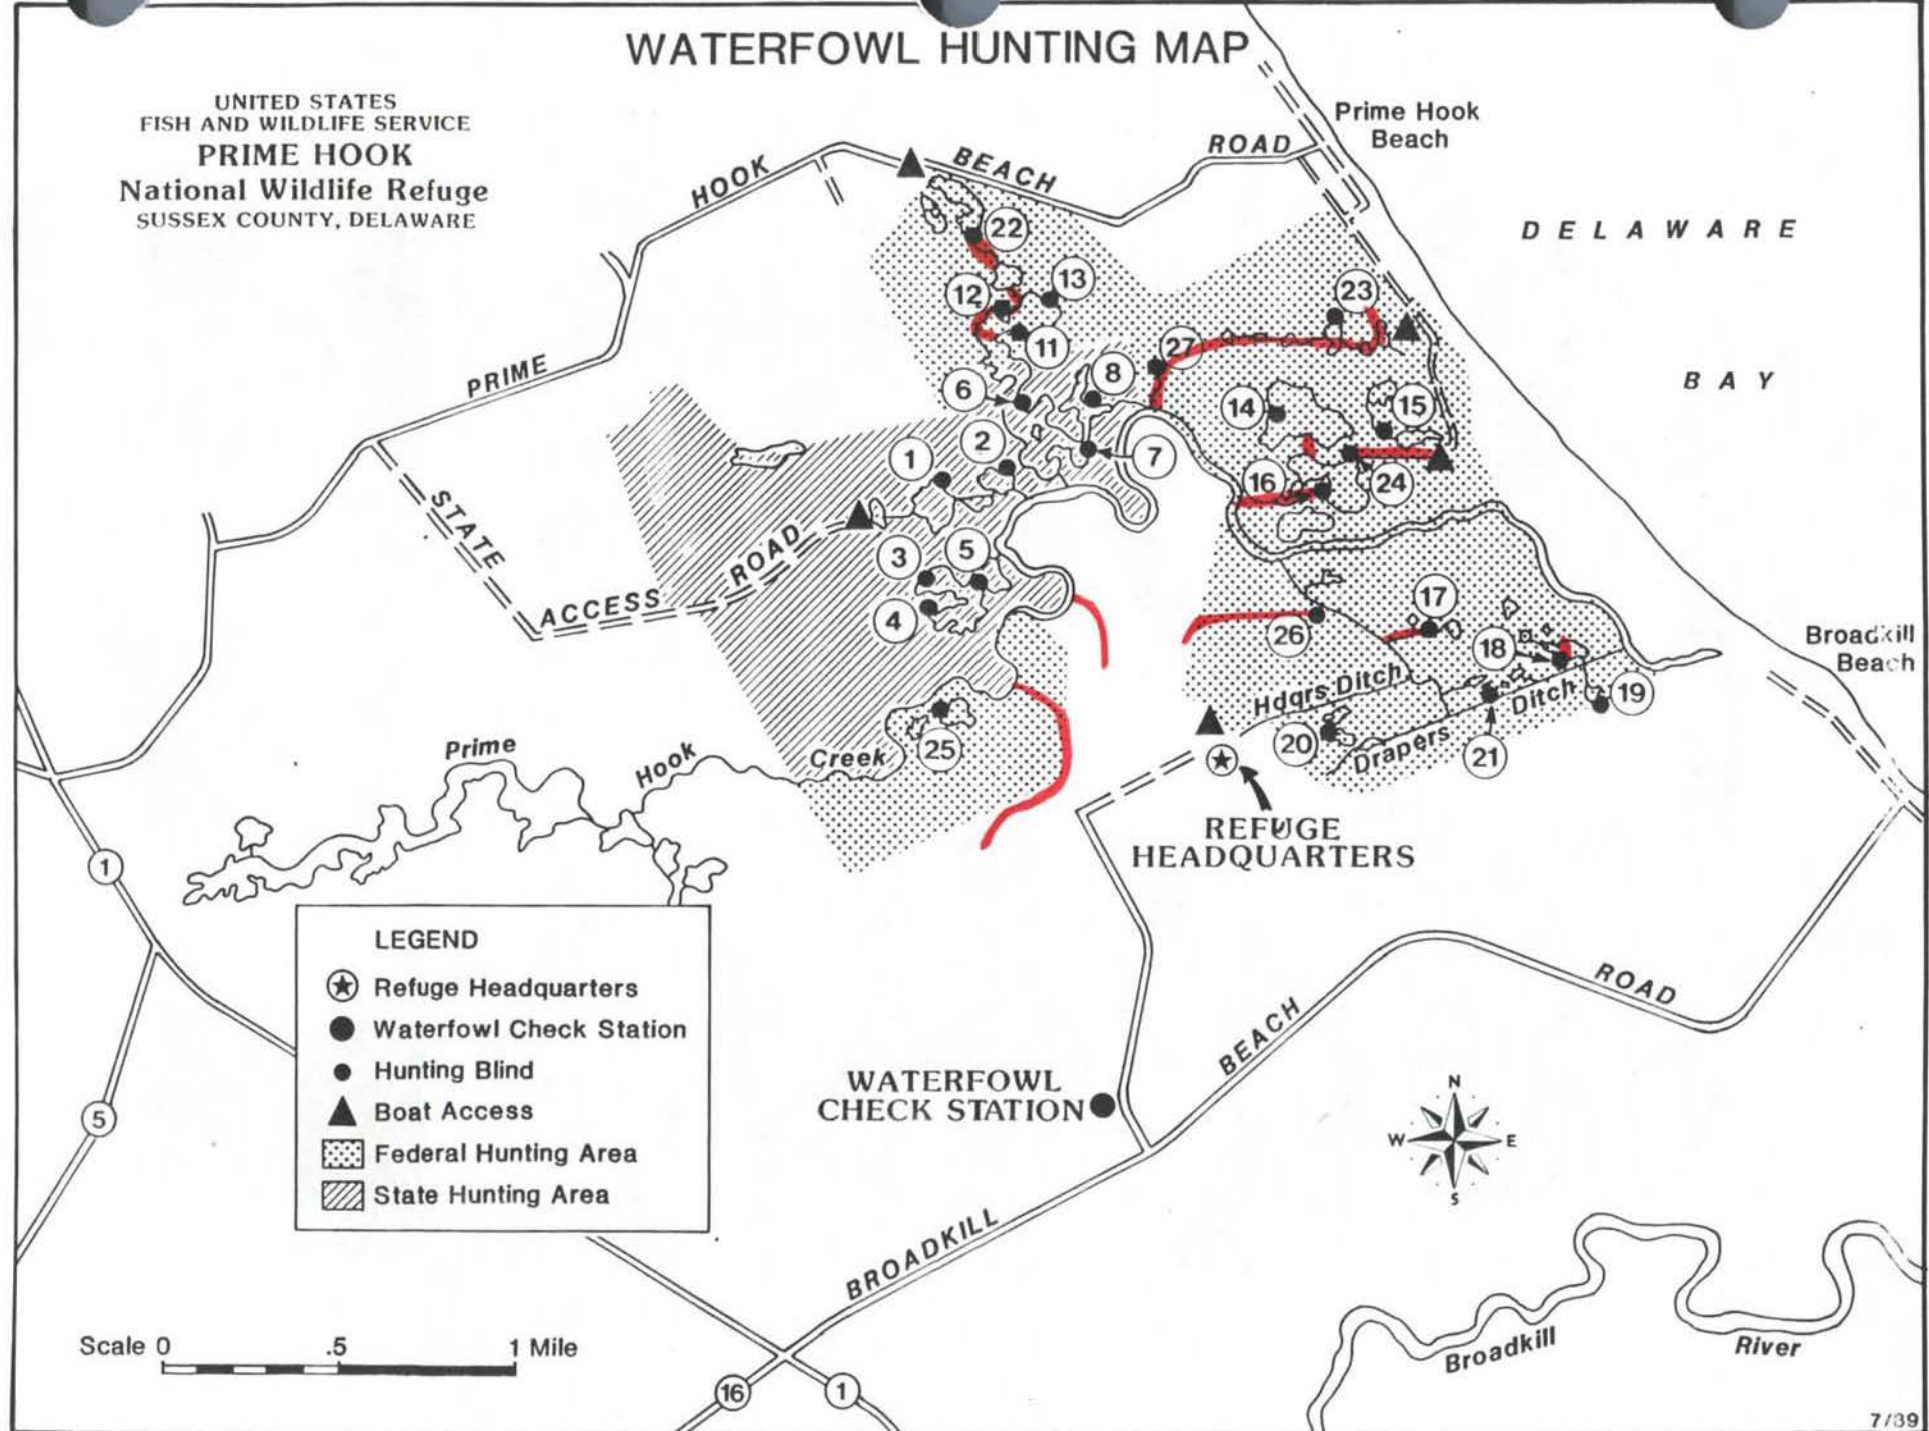 WATERFOWL HUNTING MAP
UNITED STATES
FISH AND WILDLIFE SERVICE
PRIME HOOK
National Wildlife Refuge
SUSSEX COUNTY, DELAWARE
Prime Hook
Beach
PRIME HOOK BEACH ROAD
DELAWARE
BAY
22
13
12
11
23
27
8
6
14
15
2
1
7
16
24
STATE ACCESS ROAD
3
5
4
17
26
18
19
Broadkill
Beach
Hdqrs Ditch
Drapers Ditch
20
21
25
Prime Hook Creek
REFUGE
HEADQUARTERS
1
5
LEGEND
Refuge Headquarters
Waterfowl Check Station
Hunting Blind
Boat Access
Federal Hunting Area
State Hunting Area
WATERFOWL
CHECK STATION
BROADKILL BEACH ROAD
N
W E
S
Scale 0 .5 1 Mile
16
1
Broadkill River